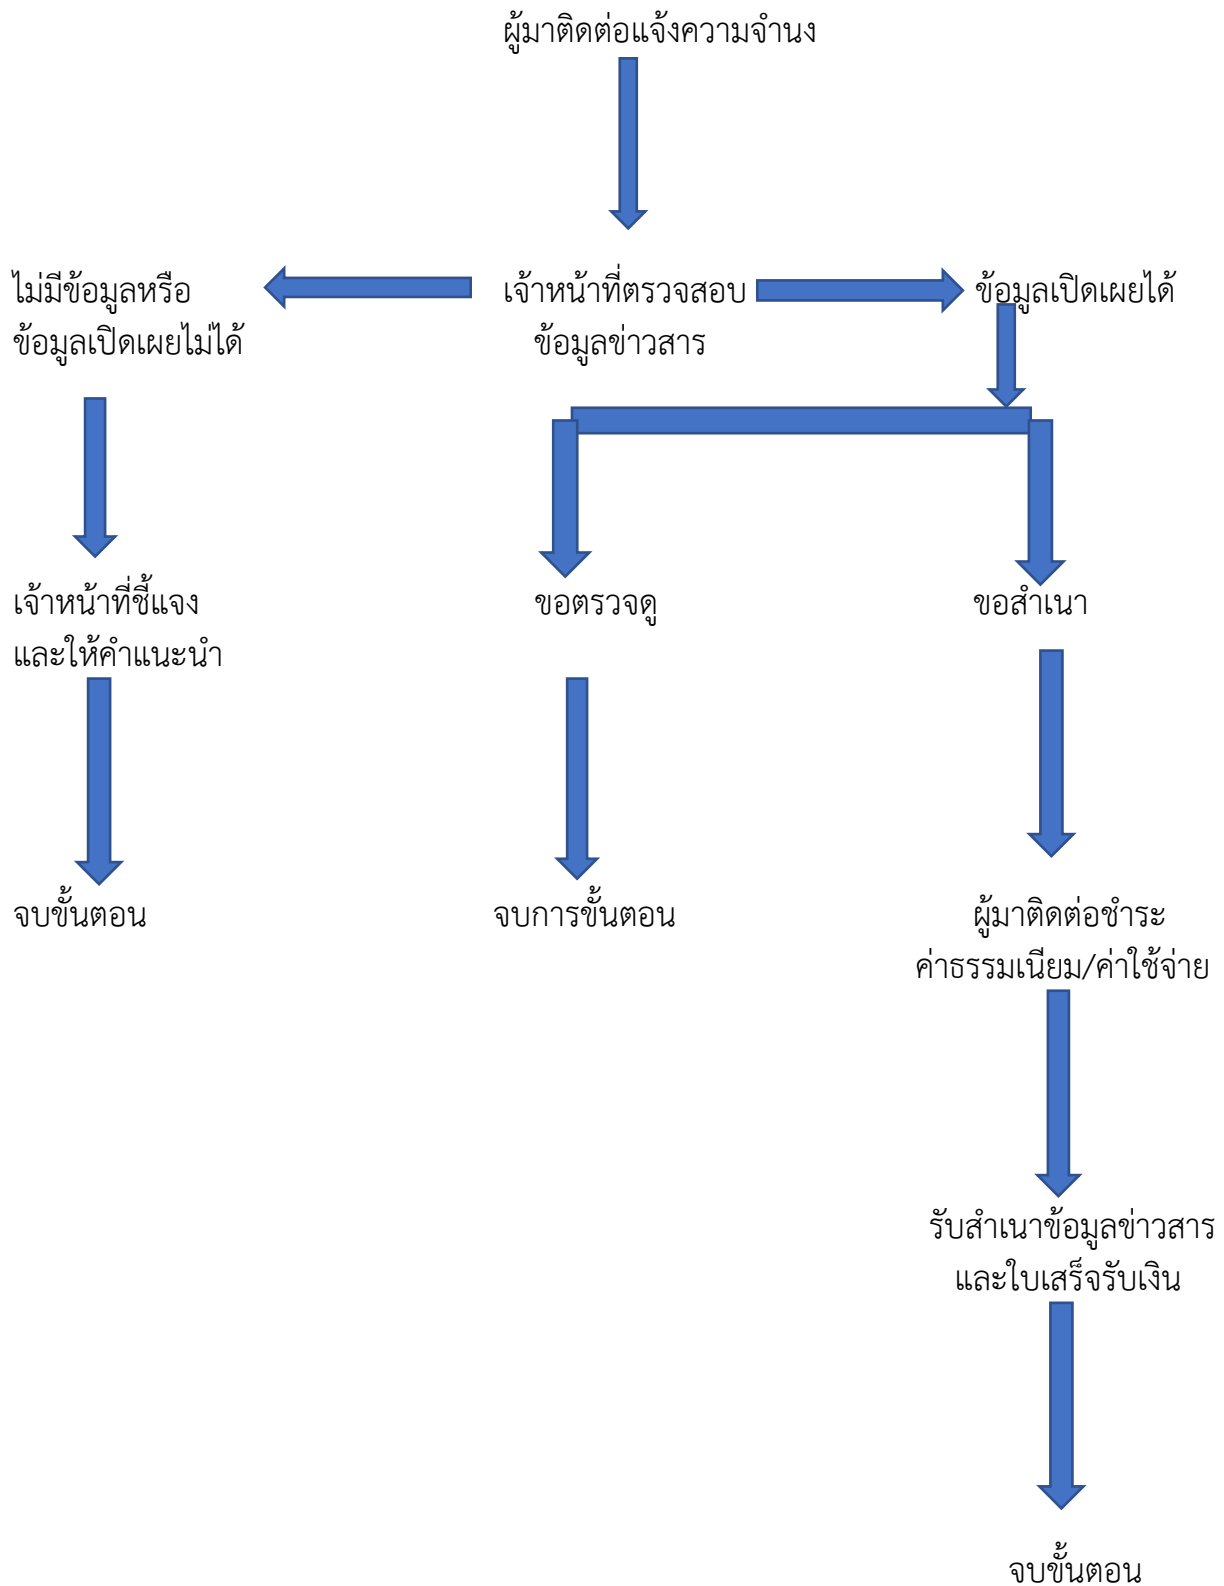 ผู้มาติดต่อแจ้งความจำนง
ไม่มีข้อมูลหรือ
ข้อมูลเปิดเผยไม่ได้
เจ้าหน้าที่ตรวจสอบ
ข้อมูลข่าวสาร
ข้อมูลเปิดเผยได้
เจ้าหน้าที่ชี้แจง
และให้คำแนะนำ
ขอตรวจดู
ขอสำเนา
จบขั้นตอน
จบการขั้นตอน
ผู้มาติดต่อชำระ
ค่าธรรมเนียม/ค่าใช้จ่าย
รับสำเนาข้อมูลข่าวสาร
และใบเสร็จรับเงิน
จบขั้นตอน